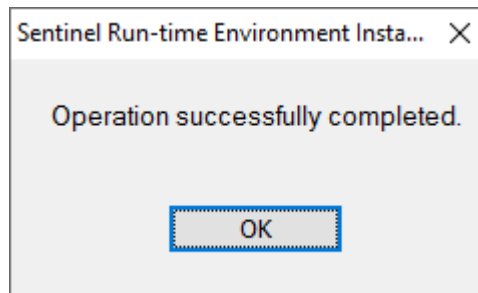 Sentinel Run-time Environment Insta...
Operation successfully completed.
OK